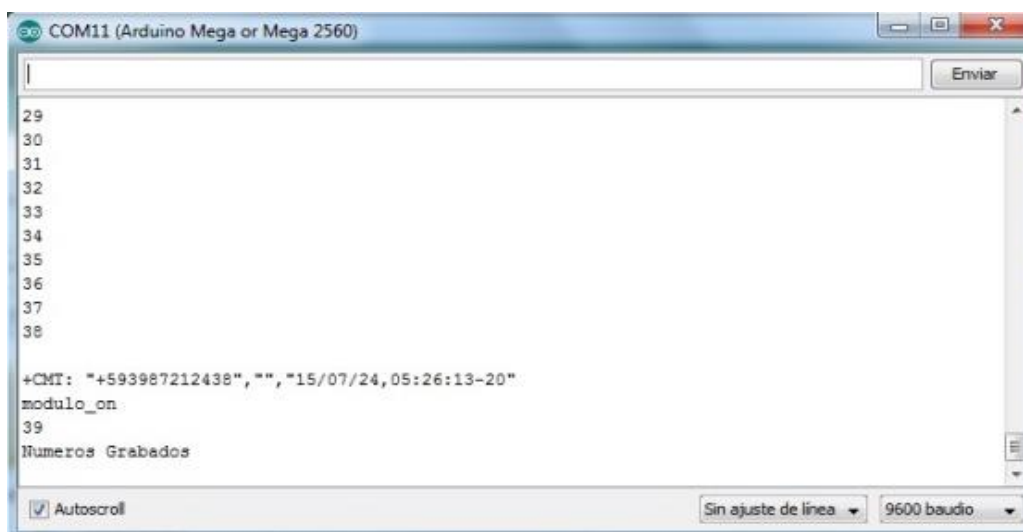 COM11 (Arduino Mega or Mega 2560)
Enviar
29
30
31
32
33
34
35
36
37
38
+CMT: "+593987212438","","15/07/24,05:26:13-20"
modulo_on
39
Numeros Grabados
Autoscroll
Sin ajuste de línea
9600 baudio